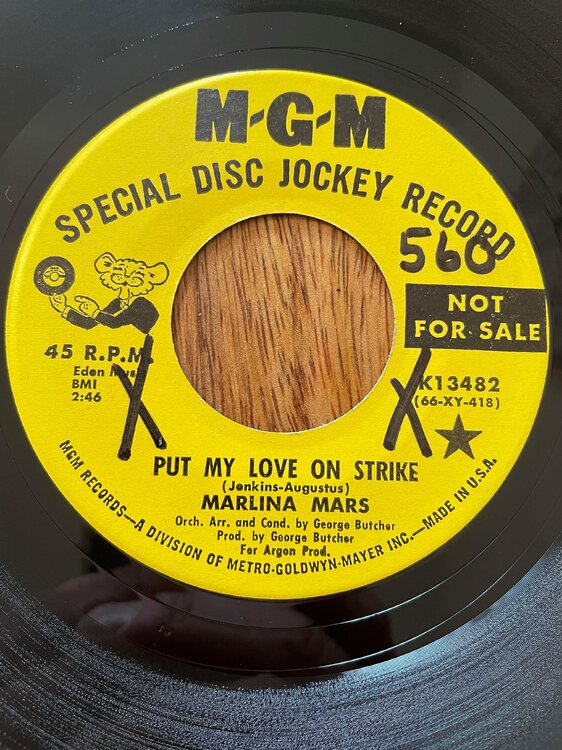 M-G-M
SPECIAL DISC JOCKEY RECORD
560
NOT
FOR SALE
45 R.P.M.
Eden Music
BMI
2:46
K13482
(66-XY-418)
PUT MY LOVE ON STRIKE
(Jenkins-Augustus)
MARLINA MARS
Orch. Arr. and Cond. by George Butcher
Prod. by George Butcher
For Argon Prod.
MGM RECORDS—A DIVISION OF METRO-GOLDWYN-MAYER INC.—MADE IN U.S.A.